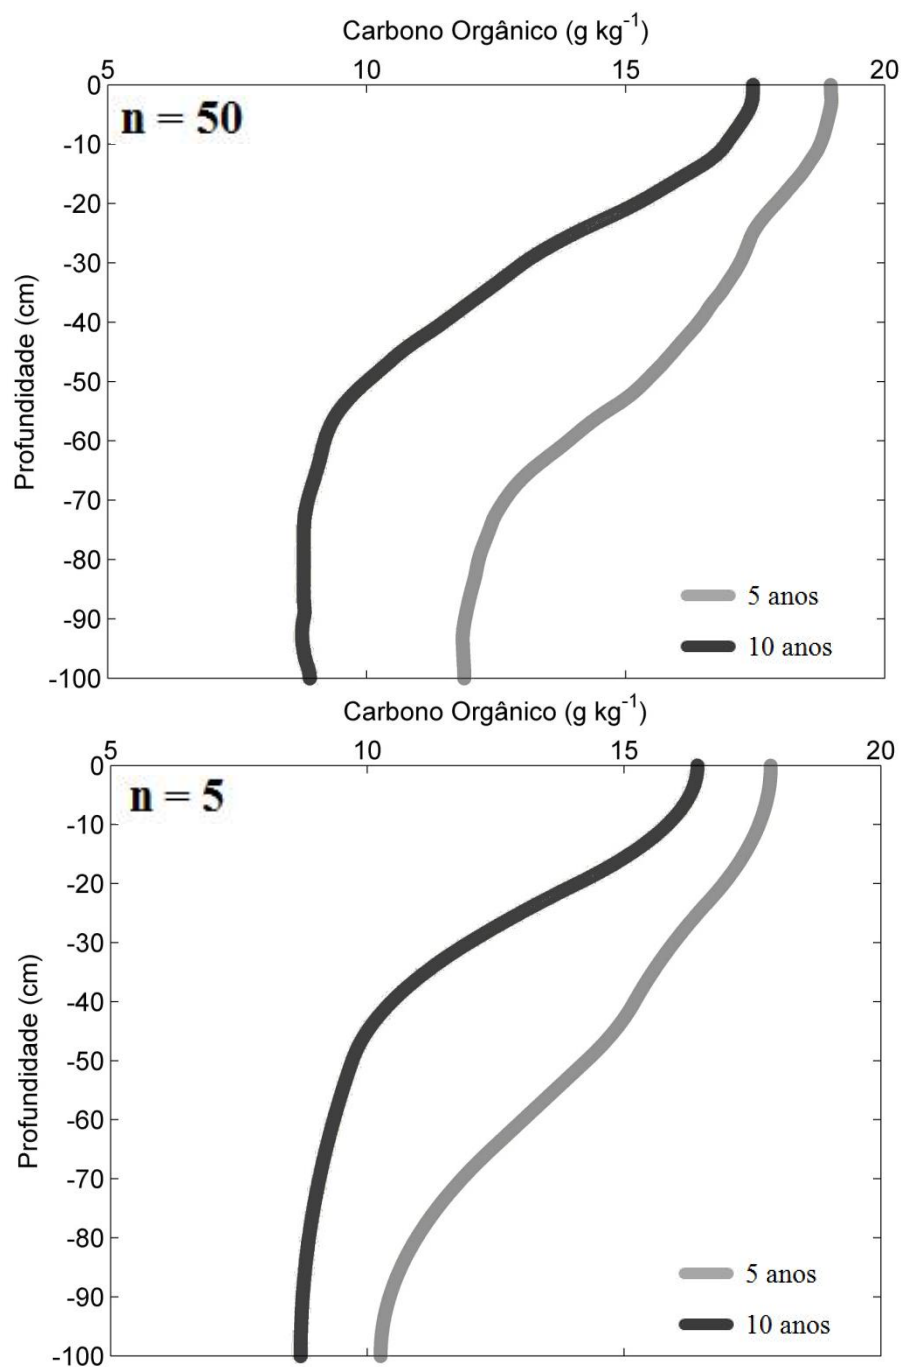 Carbono Orgânico (g kg⁻¹)
5 10 15 20
0
n = 50
-10
-20
-30
-40
-50
-60
-70
-80
-90
-100
Profundidade (cm)
5 anos
10 anos
Carbono Orgânico (g kg⁻¹)
5 10 15 20
0
n = 5
-10
-20
-30
-40
-50
-60
-70
-80
-90
-100
Profundidade (cm)
5 anos
10 anos